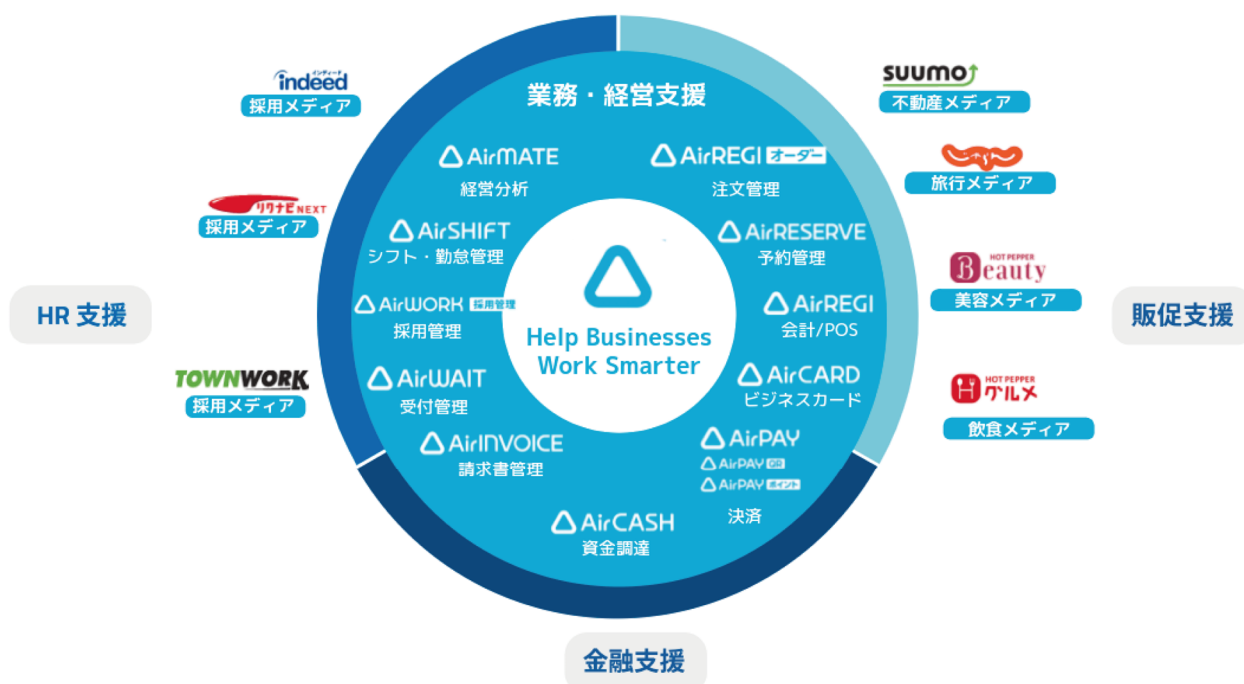 インディード
indeed
採用メディア
リクナビNEXT
採用メディア
HR 支援
TOWNWORK
採用メディア
業務・経営支援
AirMATE
経営分析
AirREGI オーダー
注文管理
AirSHIFT
シフト・勤怠管理
AirRESERVE
予約管理
AirWORK 採用管理
採用管理
AirREGI
会計/POS
Help Businesses
Work Smarter
AirWAIT
受付管理
AirCARD
ビジネスカード
AirINVOICE
請求書管理
AirPAY
AirPAY QR
AirPAY ポイント
決済
AirCASH
資金調達
SUUMO
不動産メディア
じゃらん
旅行メディア
HOT PEPPER
Beauty
美容メディア
HOT PEPPER
グルメ
飲食メディア
販促支援
金融支援